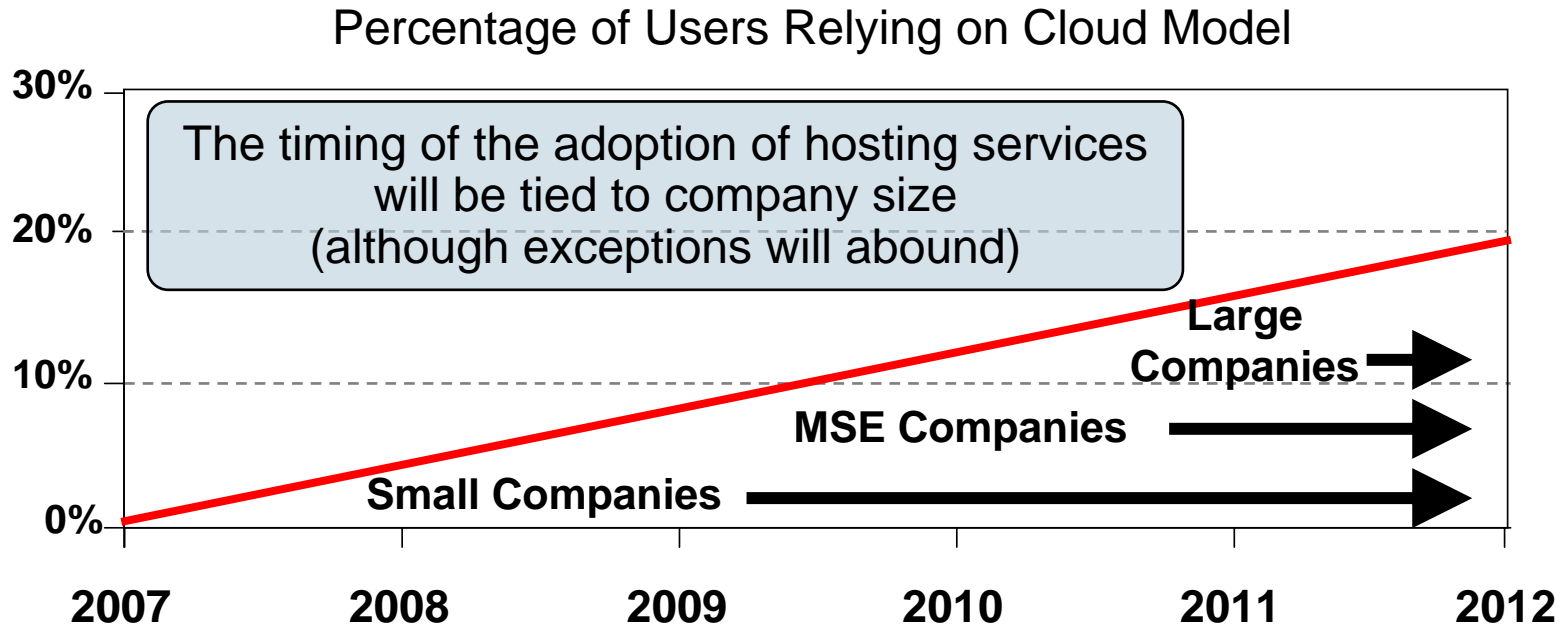 Percentage of Users Relying on Cloud Model
30%
The timing of the adoption of hosting services
will be tied to company size
(although exceptions will abound)
20%
Large
Companies
10%
MSE Companies
Small Companies
0%
2007 2008 2009 2010 2011 2012